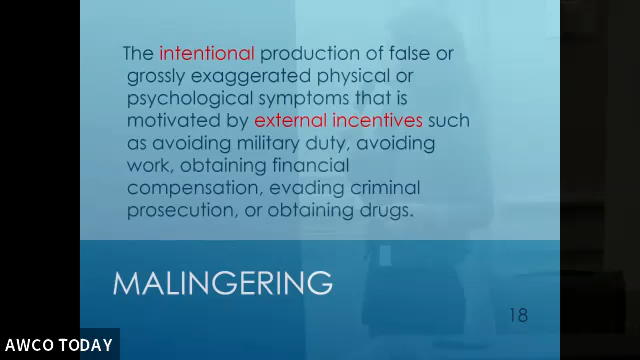 The intentional production of false or
grossly exaggerated physical or
psychological symptoms that is
motivated by external incentives such
as avoiding military duty, avoiding
work, obtaining financial
compensation, evading criminal
prosecution, or obtaining drugs.
MALINGERING
18
AWCO TODAY